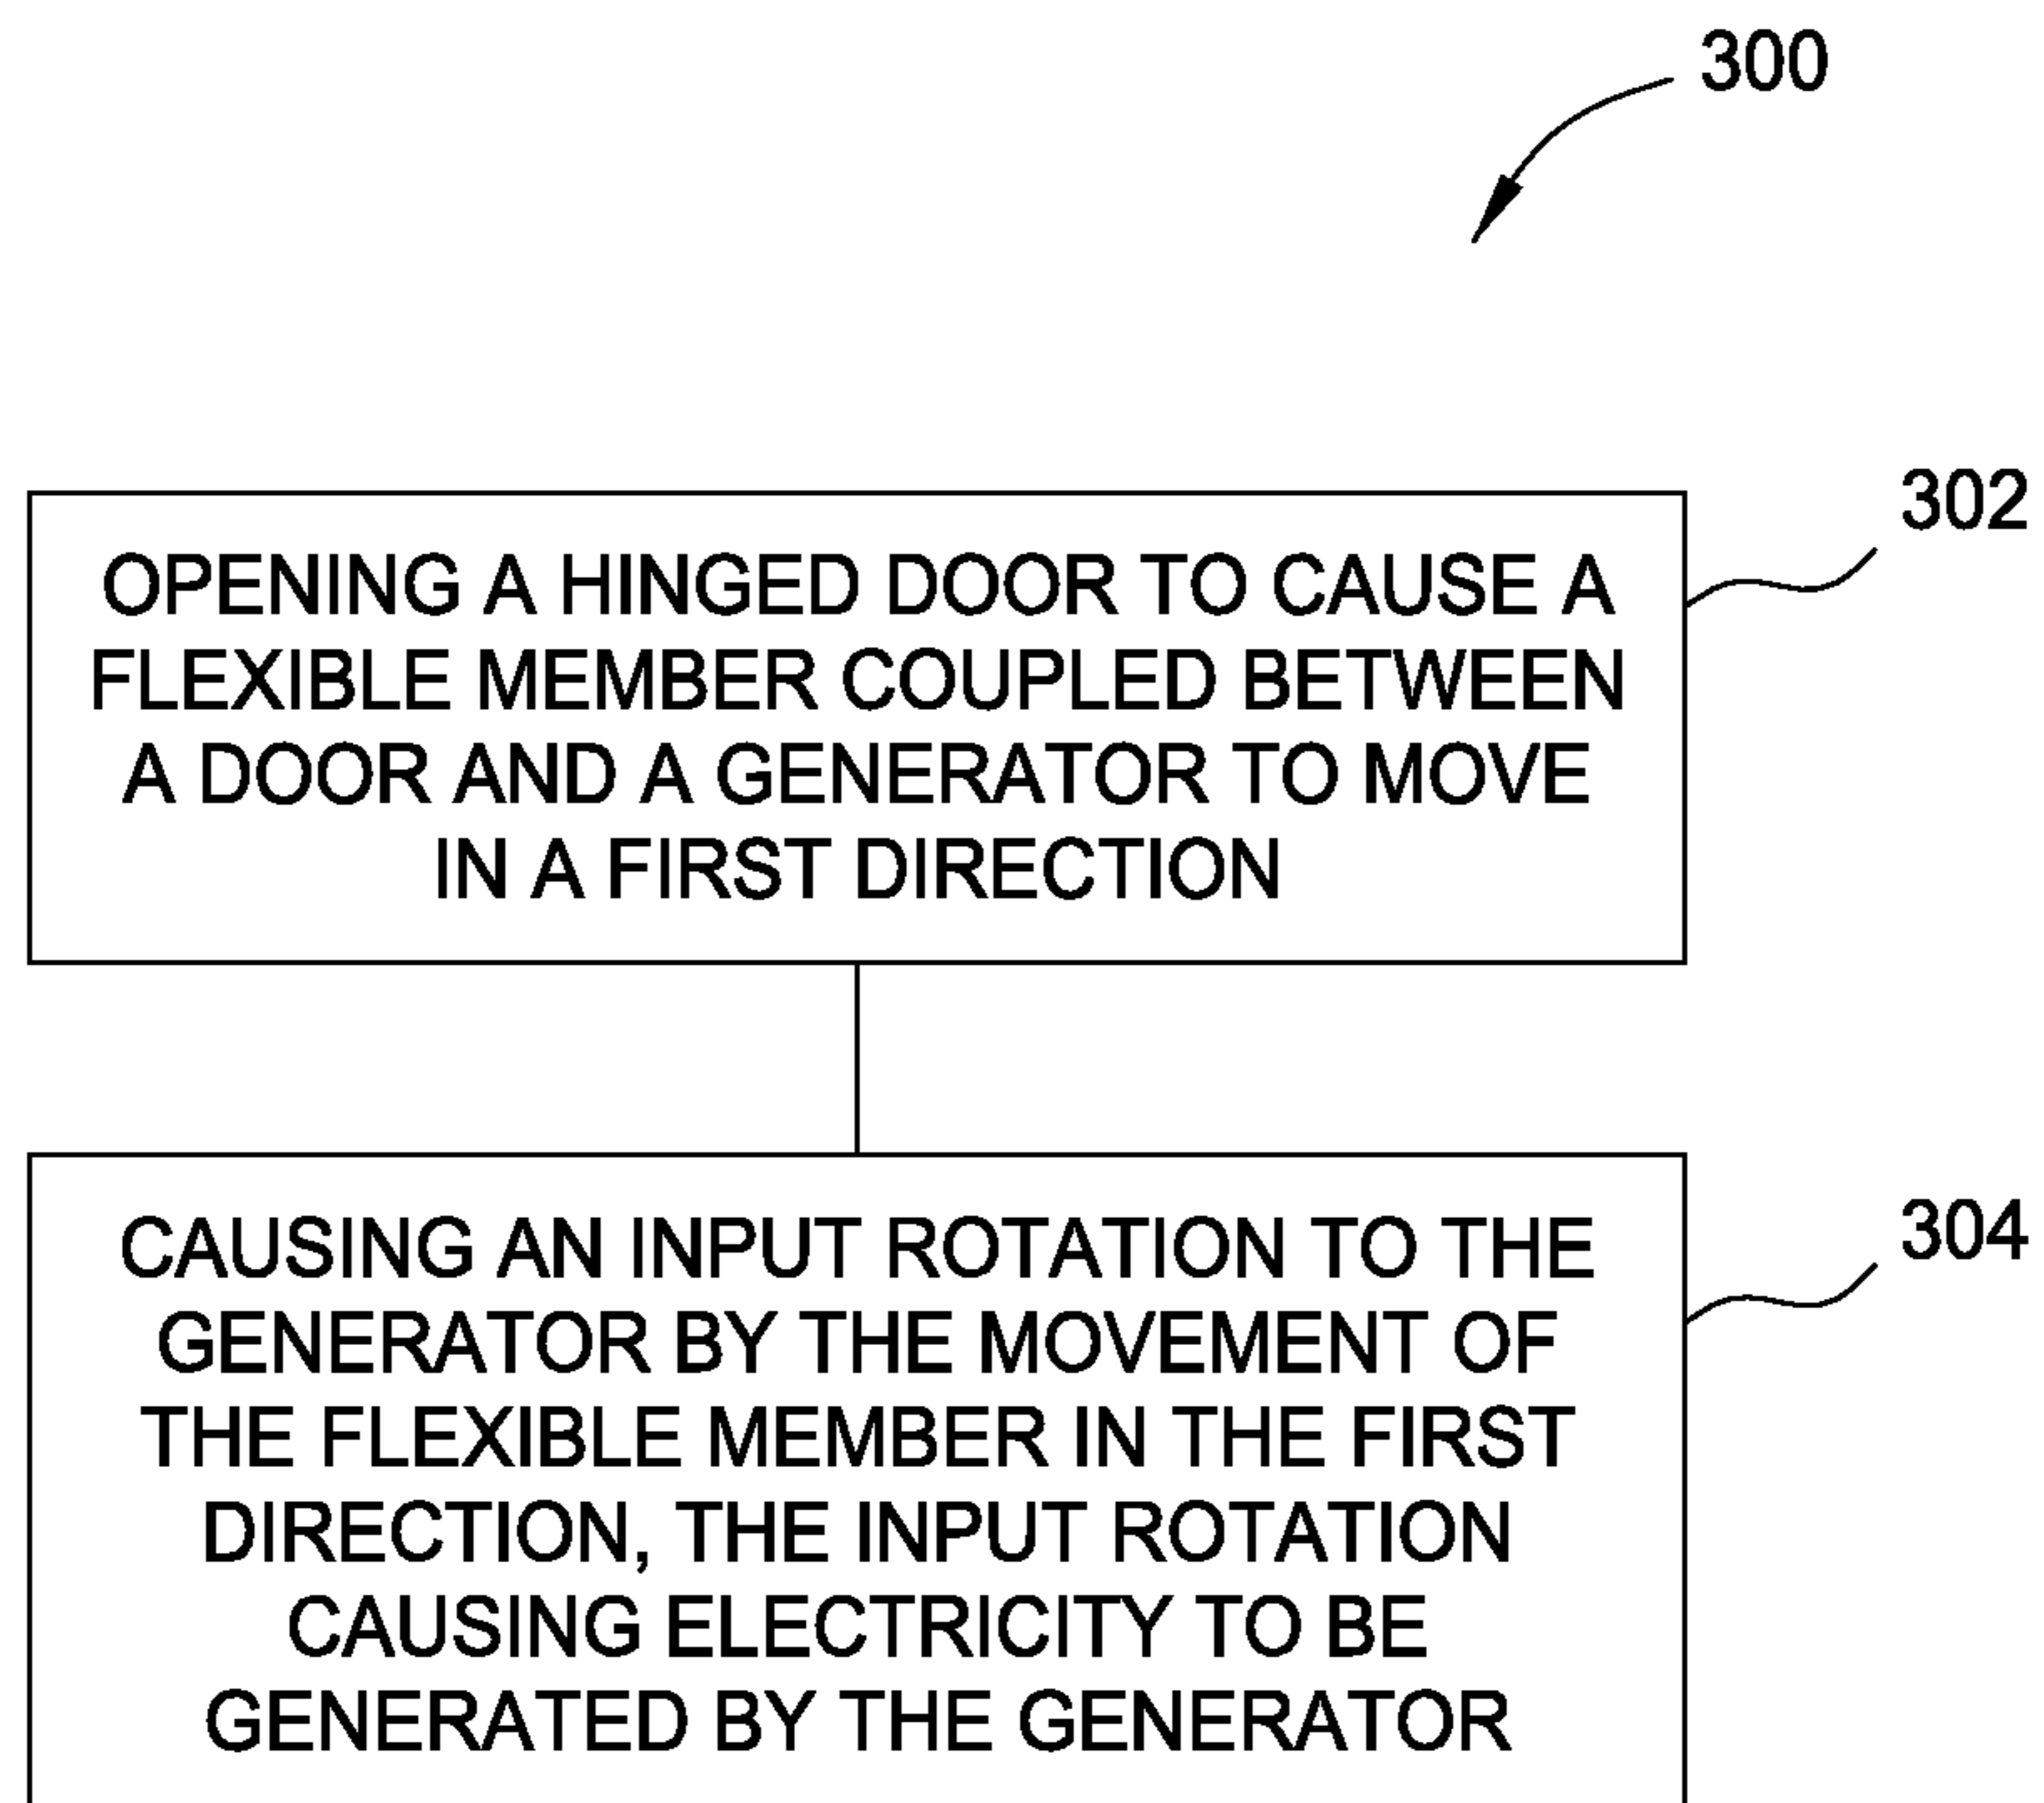 300
302
OPENING A HINGED DOOR TO CAUSE A
FLEXIBLE MEMBER COUPLED BETWEEN
A DOOR AND A GENERATOR TO MOVE
IN A FIRST DIRECTION
304
CAUSING AN INPUT ROTATION TO THE
GENERATOR BY THE MOVEMENT OF
THE FLEXIBLE MEMBER IN THE FIRST
DIRECTION, THE INPUT ROTATION
CAUSING ELECTRICITY TO BE
GENERATED BY THE GENERATOR